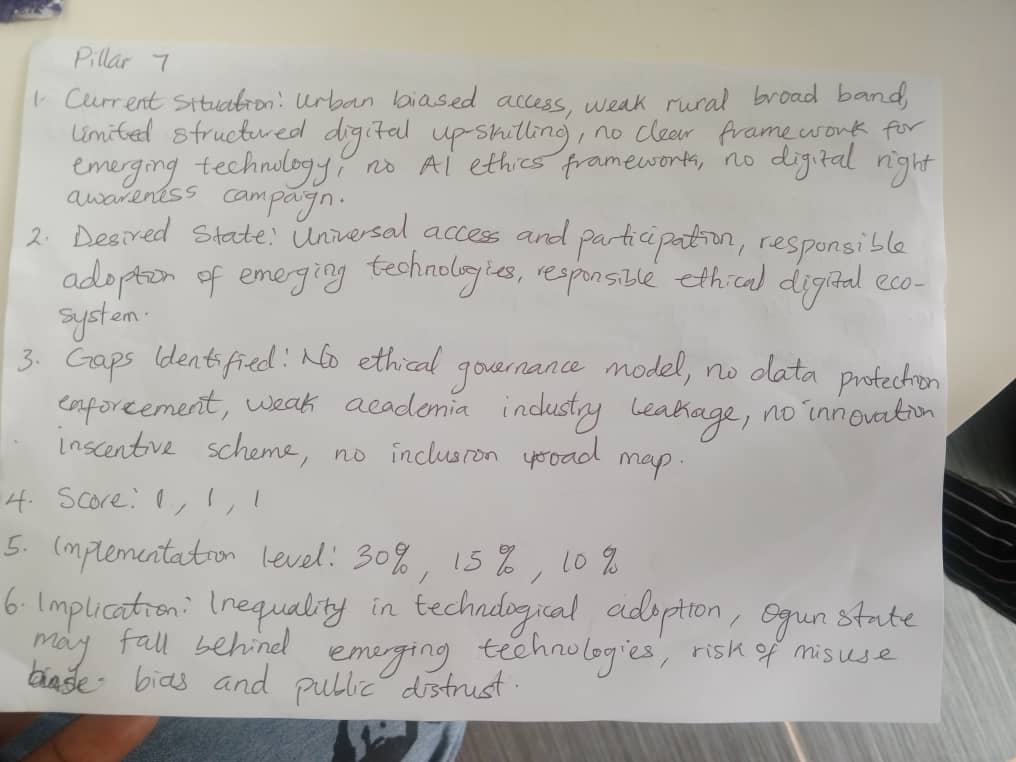 Pillar 7
1. Current Situation: Urban biased access, weak rural broad band,
limited structured digital up-skilling, no clear framework for
emerging technology, no AI ethics framework, no digital right
awareness campaign.
2. Desired State: Universal access and participation, responsible
adoption of emerging technologies, responsible ethical digital eco-
system.
3. Gaps Identified: No ethical governance model, no data protection
enforcement, weak academia industry leakage, no innovation
inscentive scheme, no inclusion road map.
4. Score: 1, 1, 1
5. Implementation level: 30%, 15%, 10%
6. Implication: Inequality in technological adoption, Ogun state
may fall behind emerging technologies, risk of misuse
bias and public distrust.